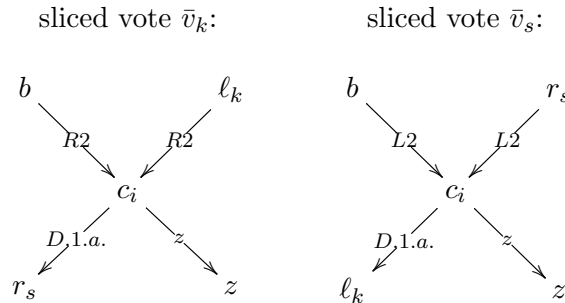 sliced vote v̄ₖ: sliced vote v̄ₛ:
b ℓₖ b rₛ
R2 R2 L2 L2
cᵢ cᵢ
D.1.a. z D.1.a. z
rₛ z ℓₖ z